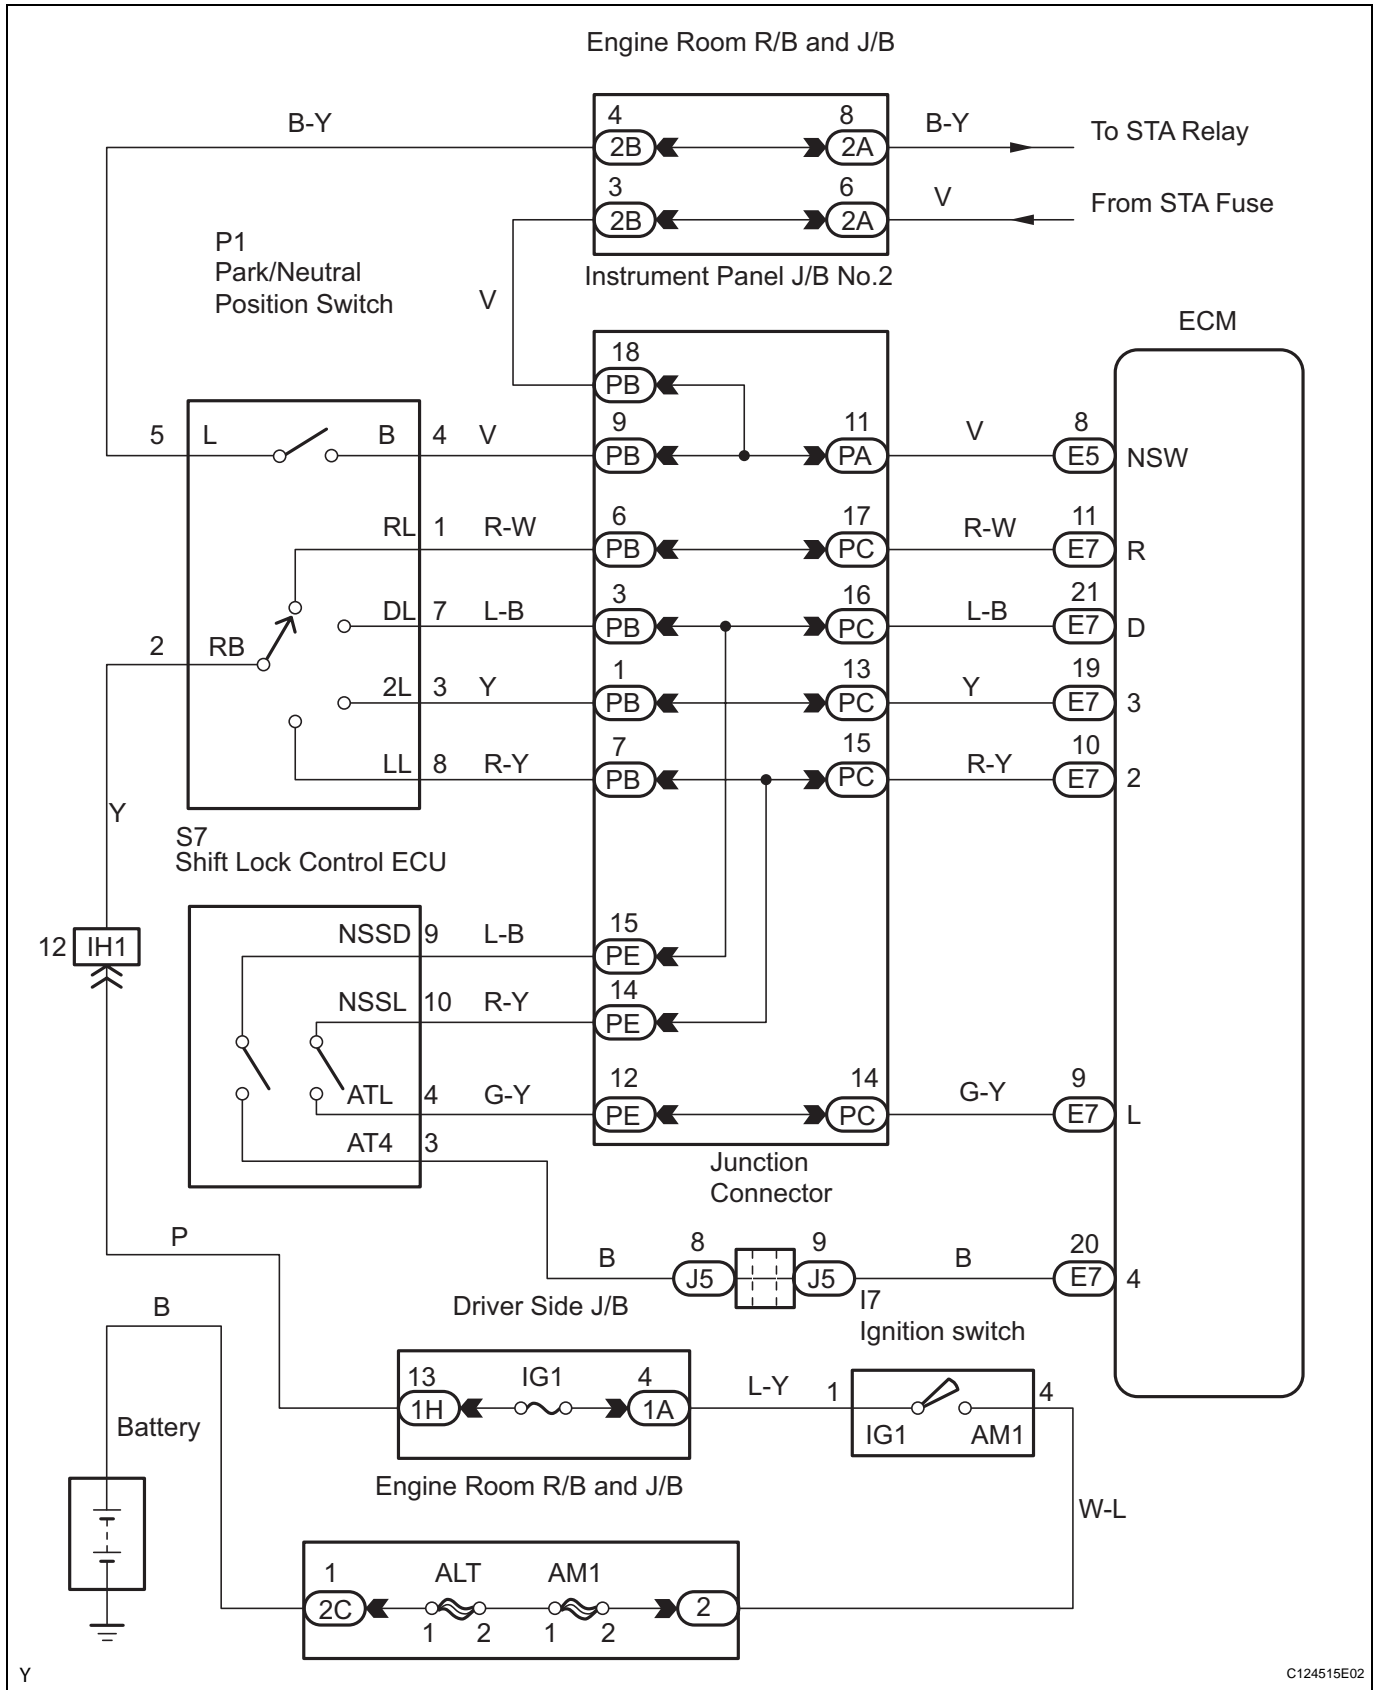 Engine Room R/B and J/B
B-Y
4
8
B-Y
To STA Relay
2B
2A
3
6
V
From STA Fuse
2B
2A
P1
Park/Neutral
Position Switch
V
Instrument Panel J/B No.2
ECM
18
PB
5
L
B
4
V
9
PB
11
PA
V
8
E5
NSW
RL
1
R-W
6
PB
17
PC
R-W
11
E7
R
DL
7
L-B
3
PB
16
PC
L-B
21
E7
D
2
RB
2L
3
Y
1
PB
13
PC
Y
19
E7
3
LL
8
R-Y
7
PB
15
PC
R-Y
10
E7
2
Y
S7
Shift Lock Control ECU
12
IH1
NSSD
9
L-B
15
PE
NSSL
10
R-Y
14
PE
ATL
4
G-Y
12
PE
14
PC
G-Y
9
E7
L
AT4
3
Junction
Connector
P
B
8
J5
9
J5
B
20
E7
4
B
Driver Side J/B
I7
Ignition switch
13
1H
IG1
4
1A
L-Y
1
4
IG1
AM1
Battery
Engine Room R/B and J/B
W-L
1
2C
ALT
AM1
2
1
2
1
2
Y
C124515E02